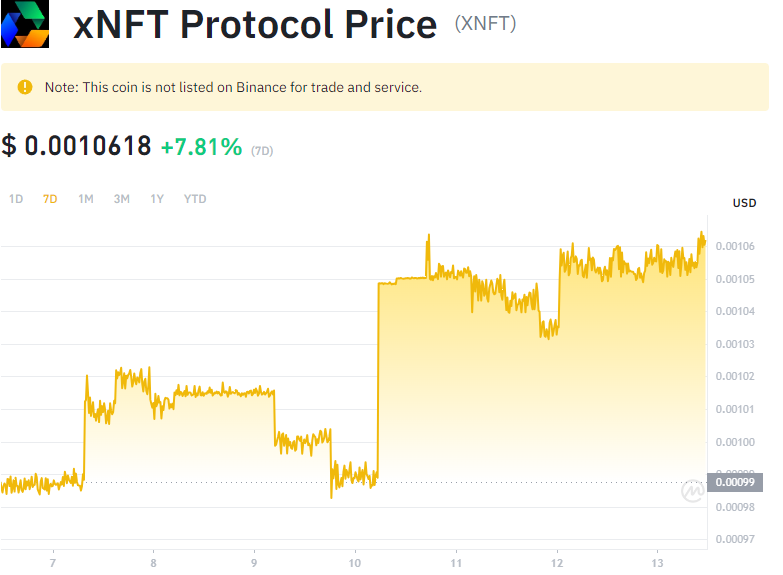 xNFT Protocol Price (XNFT)
Note: This coin is not listed on Binance for trade and service.
$ 0.0010618 +7.81% (7D)
1D 7D 1M 3M 1Y YTD
USD
0.00106
0.00105
0.00104
0.00103
0.00102
0.00101
0.00100
0.00099
0.00098
0.00097
7 8 9 10 11 12 13